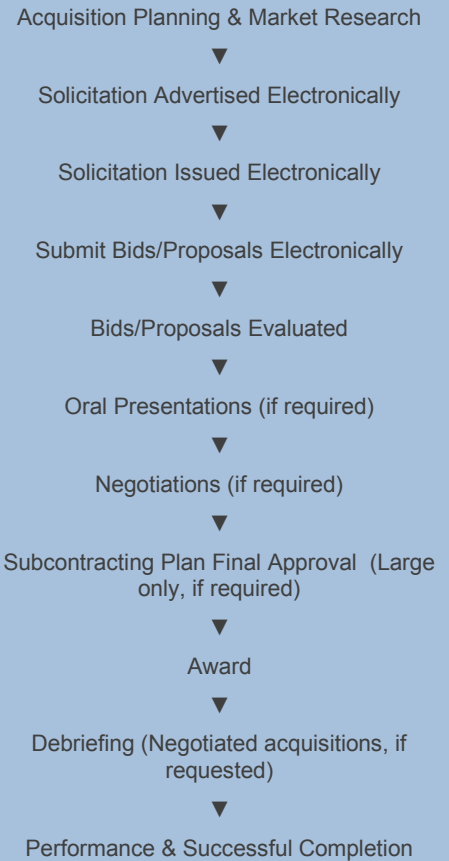 Acquisition Planning & Market Research
▼
Solicitation Advertised Electronically
▼
Solicitation Issued Electronically
▼
Submit Bids/Proposals Electronically
▼
Bids/Proposals Evaluated
▼
Oral Presentations (if required)
▼
Negotiations (if required)
▼
Subcontracting Plan Final Approval  (Large
only, if required)
▼
Award
▼
Debriefing (Negotiated acquisitions, if
requested)
▼
Performance & Successful Completion